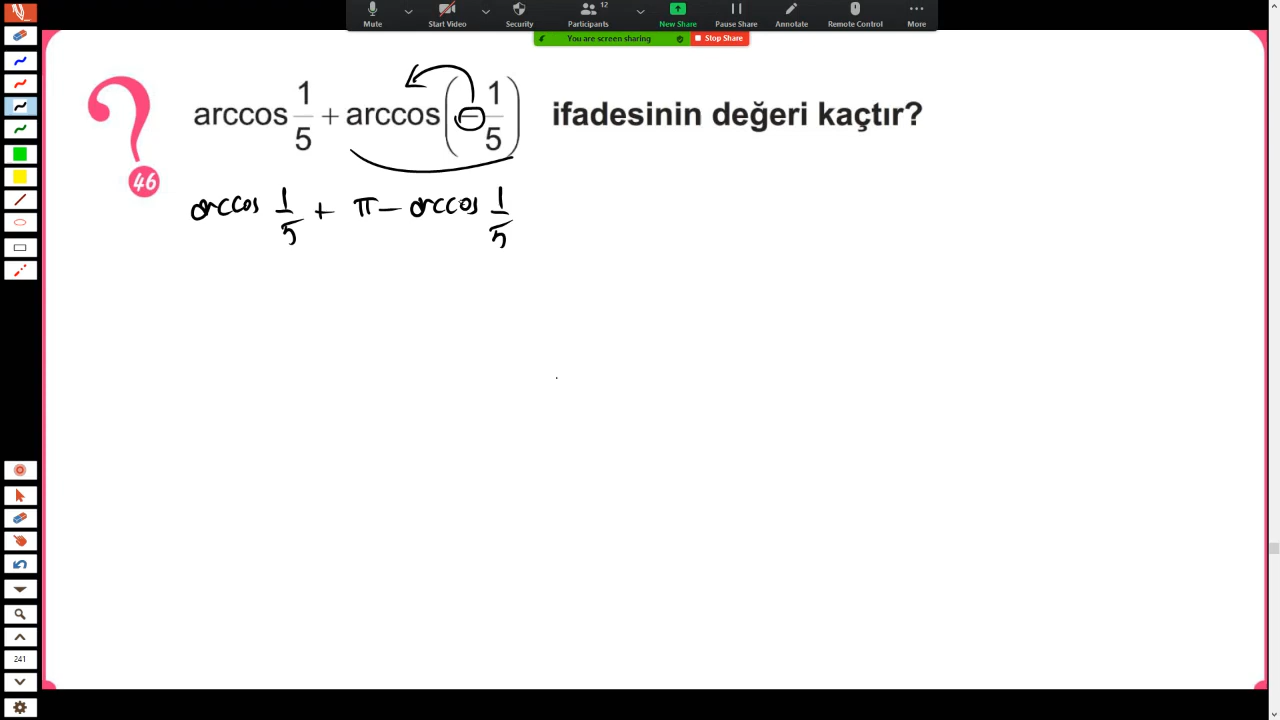 12
Mute Start Video Security Participants New Share Pause Share Annotate Remote Control More
You are screen sharing Stop Share
arccos 1/5 + arccos(−1/5) ifadesinin değeri kaçtır?
46
arccos 1/5 + π − arccos 1/5
241